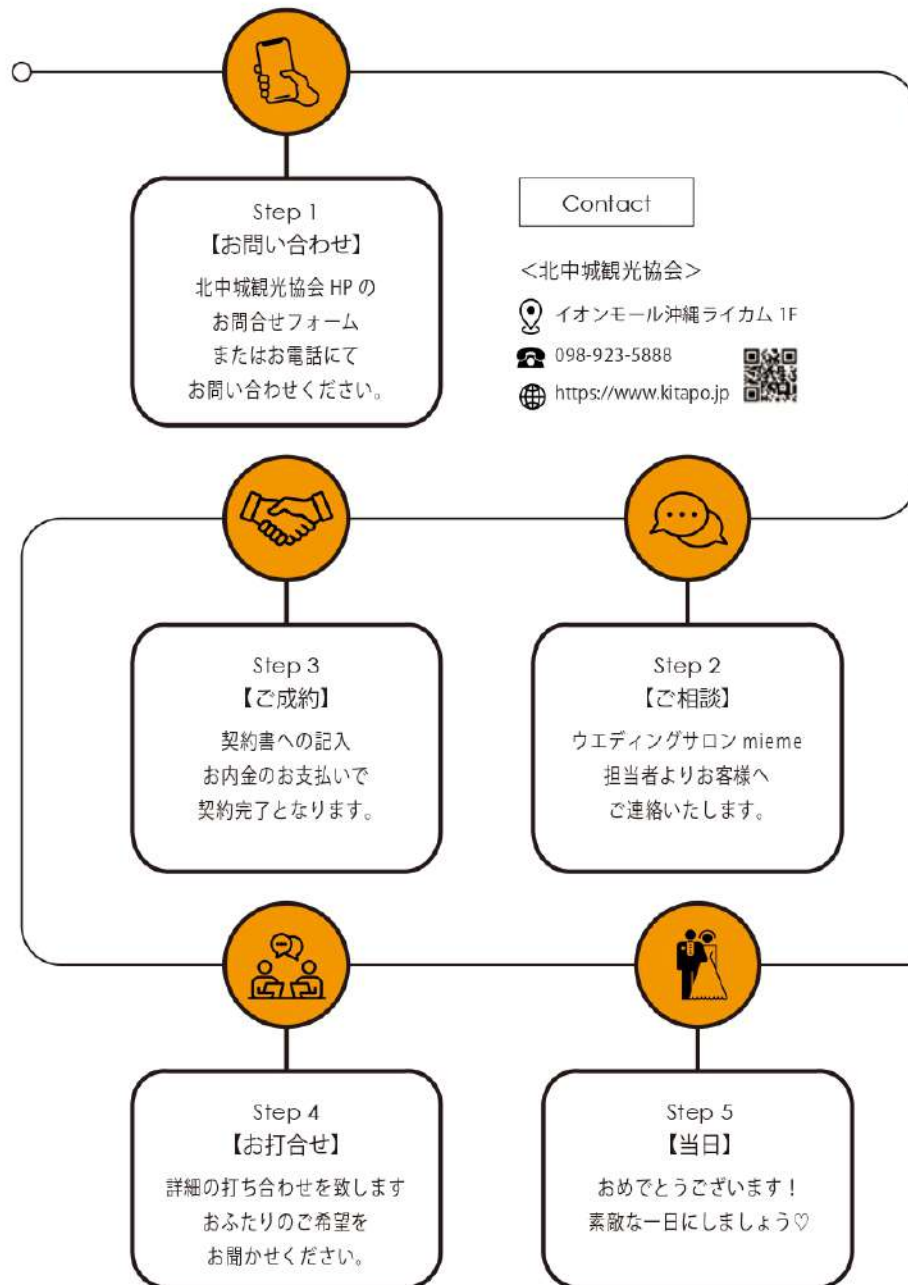 Step 1
【お問い合わせ】
北中城観光協会 HP の
お問合せフォーム
またはお電話にて
お問い合わせください。
Contact
＜北中城観光協会＞
イオンモール沖縄ライカム 1F
098-923-5888
https://www.kitapo.jp
Step 2
【ご相談】
ウエディングサロン mieme
担当者よりお客様へ
ご連絡いたします。
Step 3
【ご成約】
契約書への記入
お内金のお支払いで
契約完了となります。
Step 4
【お打合せ】
詳細の打ち合わせを致します
おふたりのご希望を
お聞かせください。
Step 5
【当日】
おめでとうございます！
素敵な一日にしましょう♡